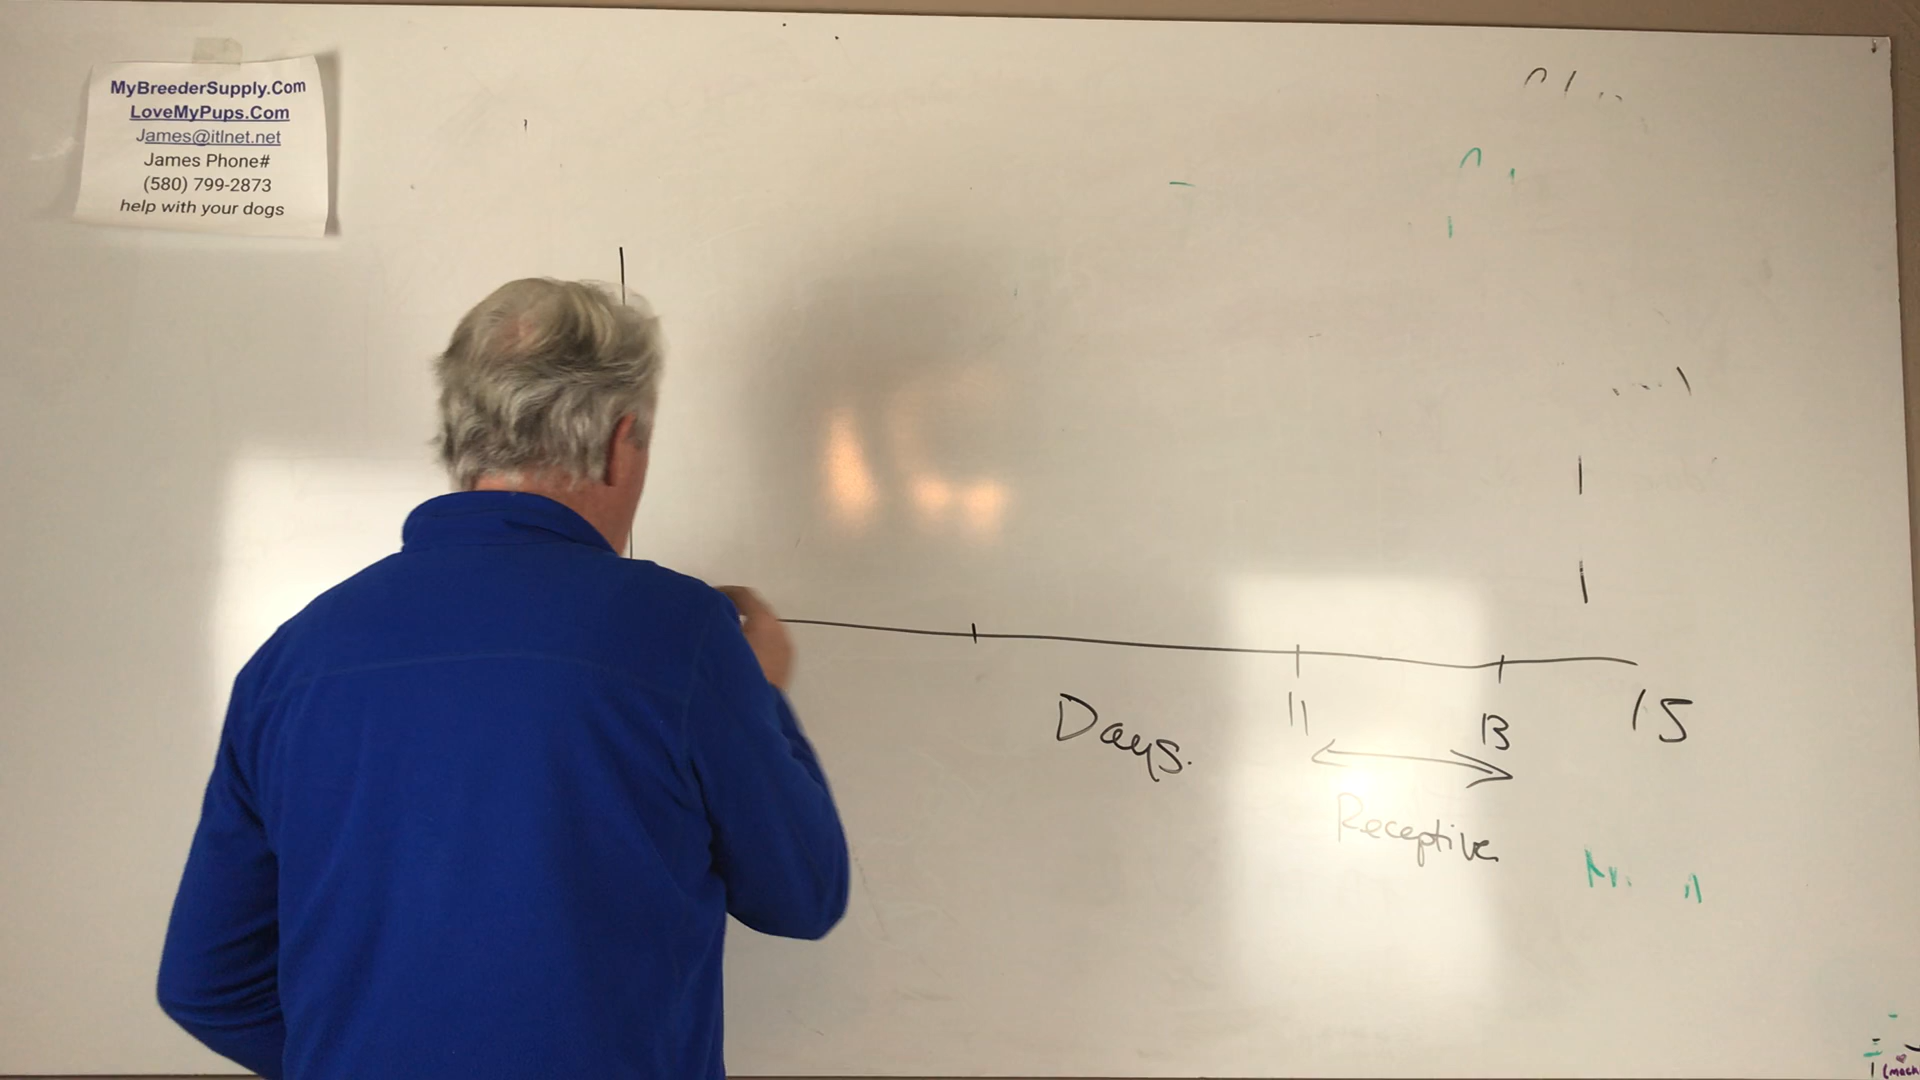 MyBreederSupply.Com
LoveMyPups.Com
James@itlnet.net
James Phone#
(580) 799-2873
help with your dogs
11
13
15
Days.
Receptive